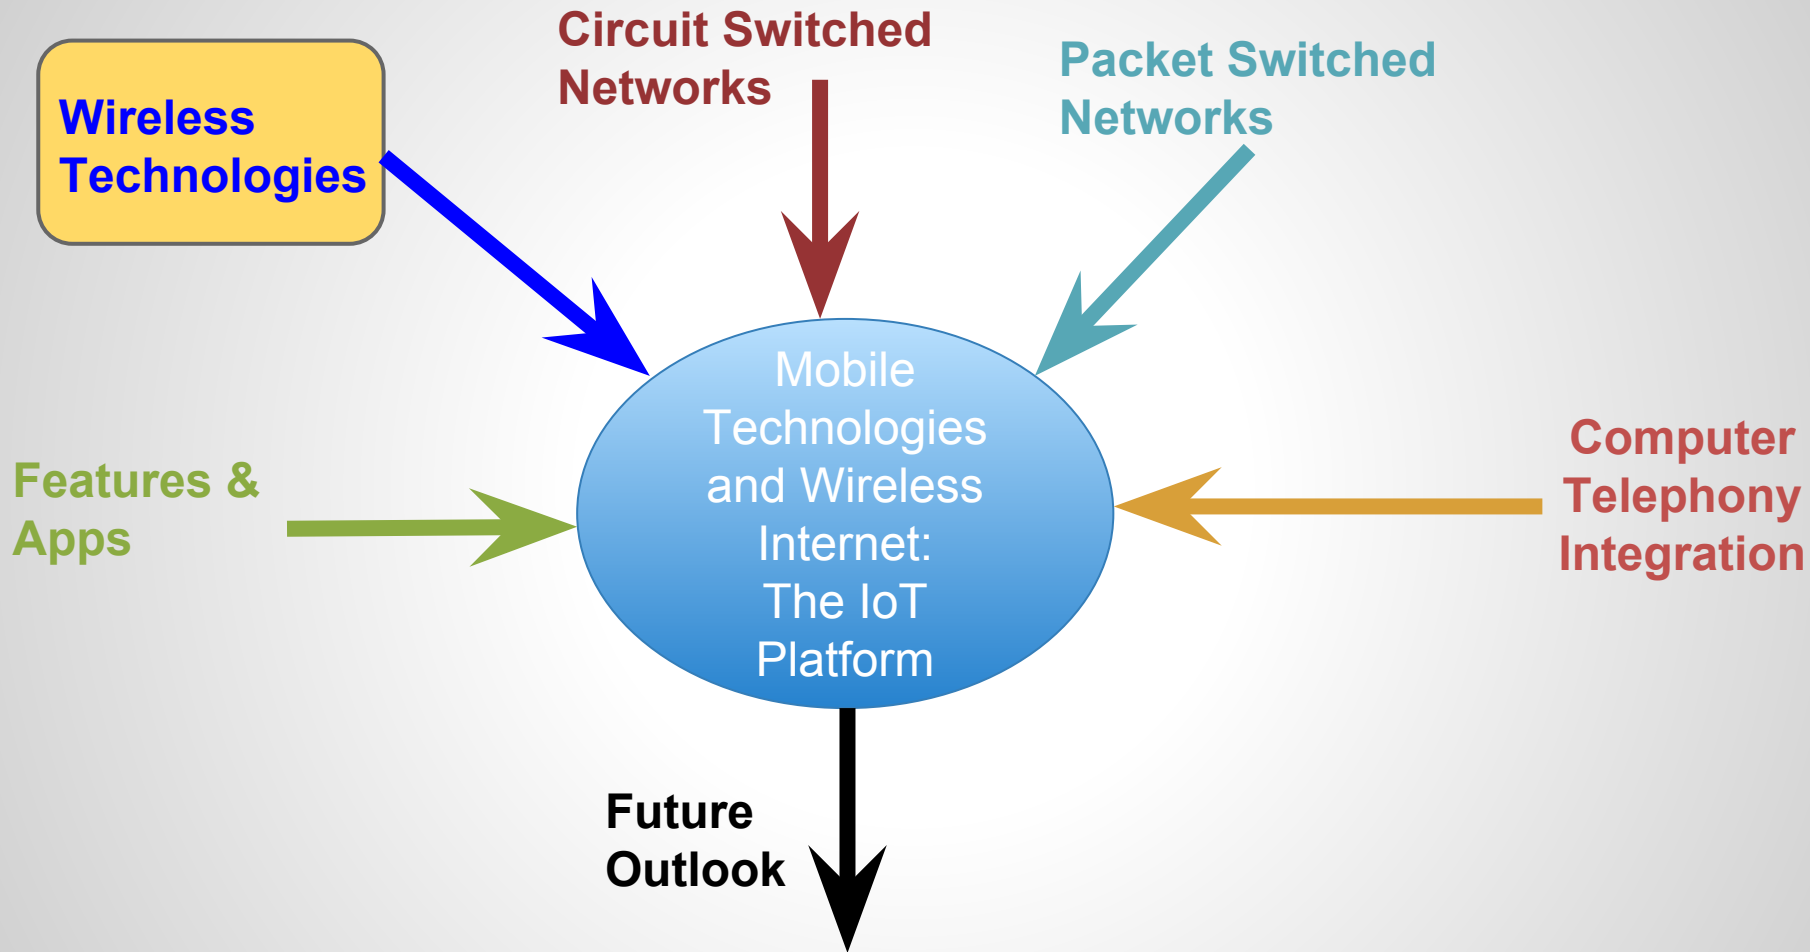 Circuit Switched
Networks
Packet Switched
Networks
Wireless
Technologies
Mobile
Technologies
and Wireless
Internet:
The IoT
Platform
Features &
Apps
Computer
Telephony
Integration
Future
Outlook